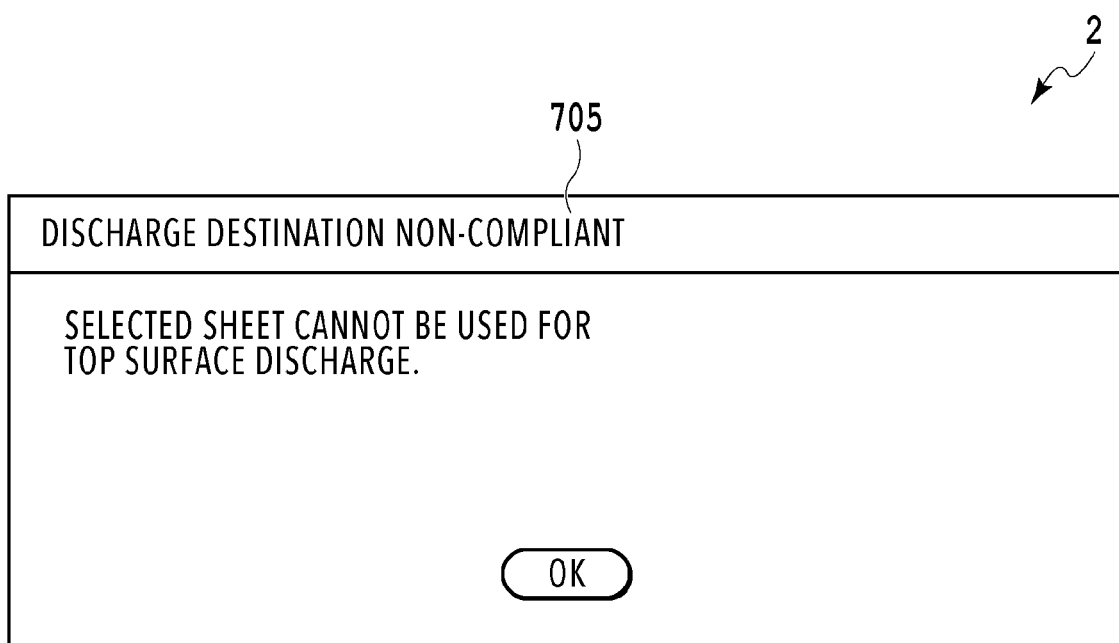 2
705
DISCHARGE DESTINATION NON-COMPLIANT
SELECTED SHEET CANNOT BE USED FOR
TOP SURFACE DISCHARGE.
OK